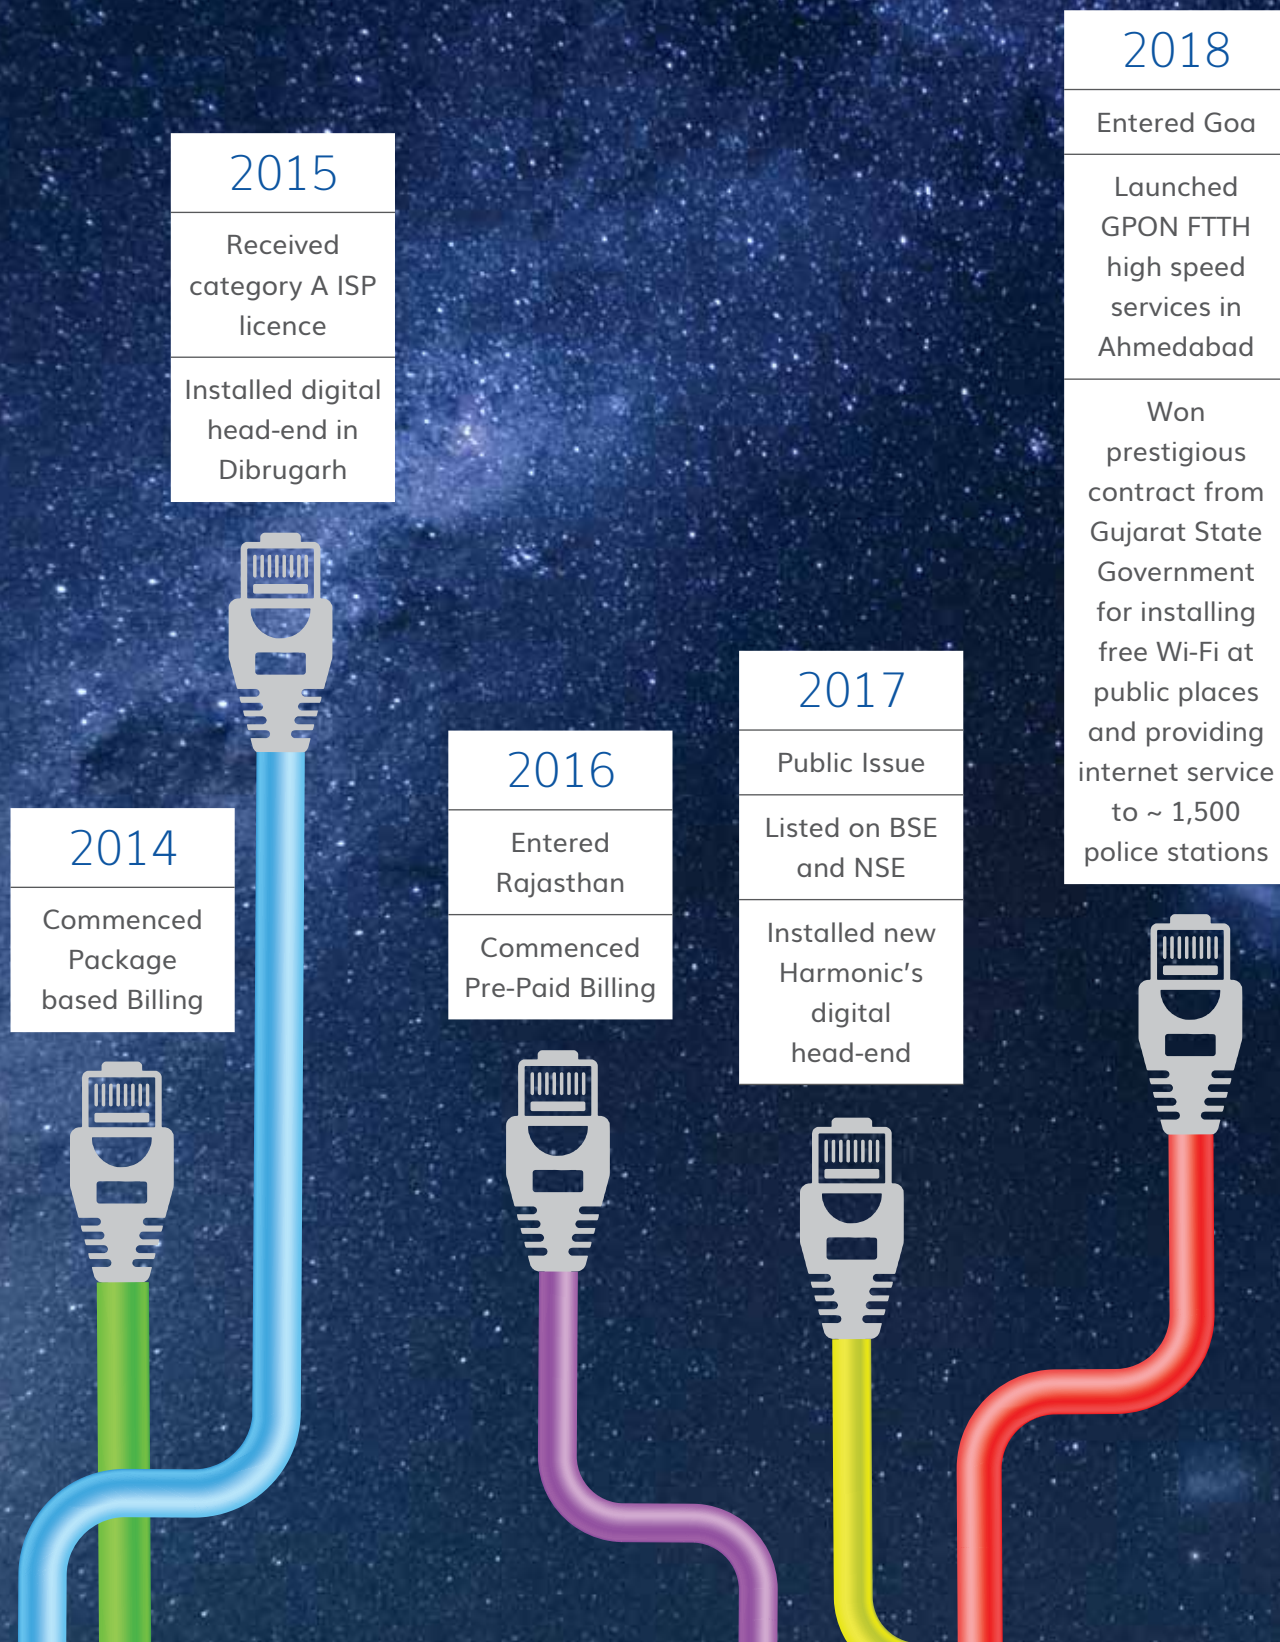 2014
Commenced
Package
based Billing
2015
Received
category A ISP
licence
Installed digital
head-end in
Dibrugarh
2016
Entered
Rajasthan
Commenced
Pre-Paid Billing
2017
Public Issue
Listed on BSE
and NSE
Installed new
Harmonic’s
digital
head-end
2018
Entered Goa
Launched
GPON FTTH
high speed
services in
Ahmedabad
Won
prestigious
contract from
Gujarat State
Government
for installing
free Wi-Fi at
public places
and providing
internet service
to ~ 1,500
police stations